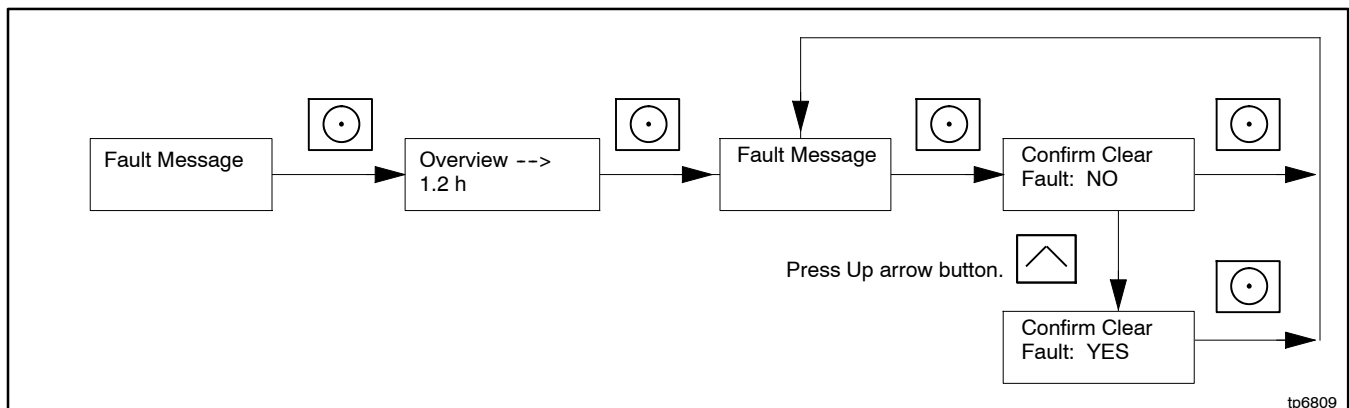 Fault Message
Overview -->
1.2 h
Fault Message
Confirm Clear
Fault: NO
Press Up arrow button.
Confirm Clear
Fault: YES
tp6809